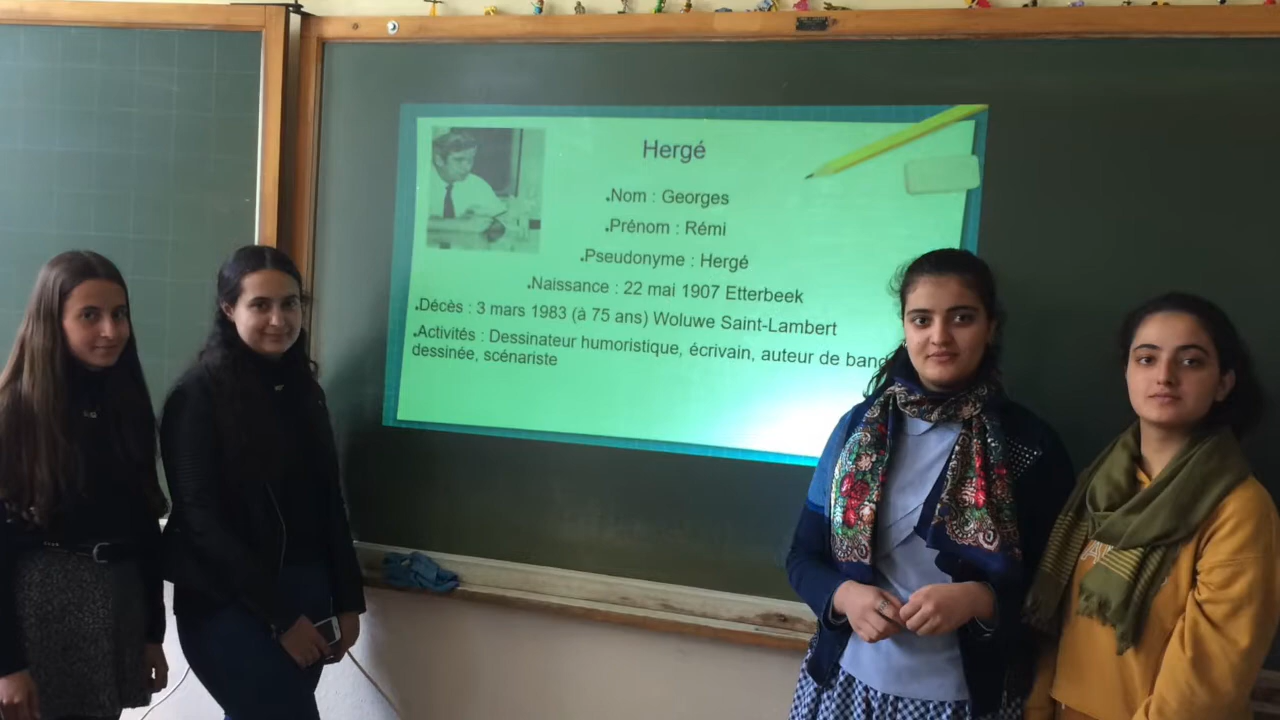 Hergé
.Nom : Georges
.Prénom : Rémi
.Pseudonyme : Hergé
.Naissance : 22 mai 1907 Etterbeek
.Décès : 3 mars 1983 (à 75 ans) Woluwe Saint-Lambert
.Activités : Dessinateur humoristique, écrivain, auteur de
dessinée, scénariste